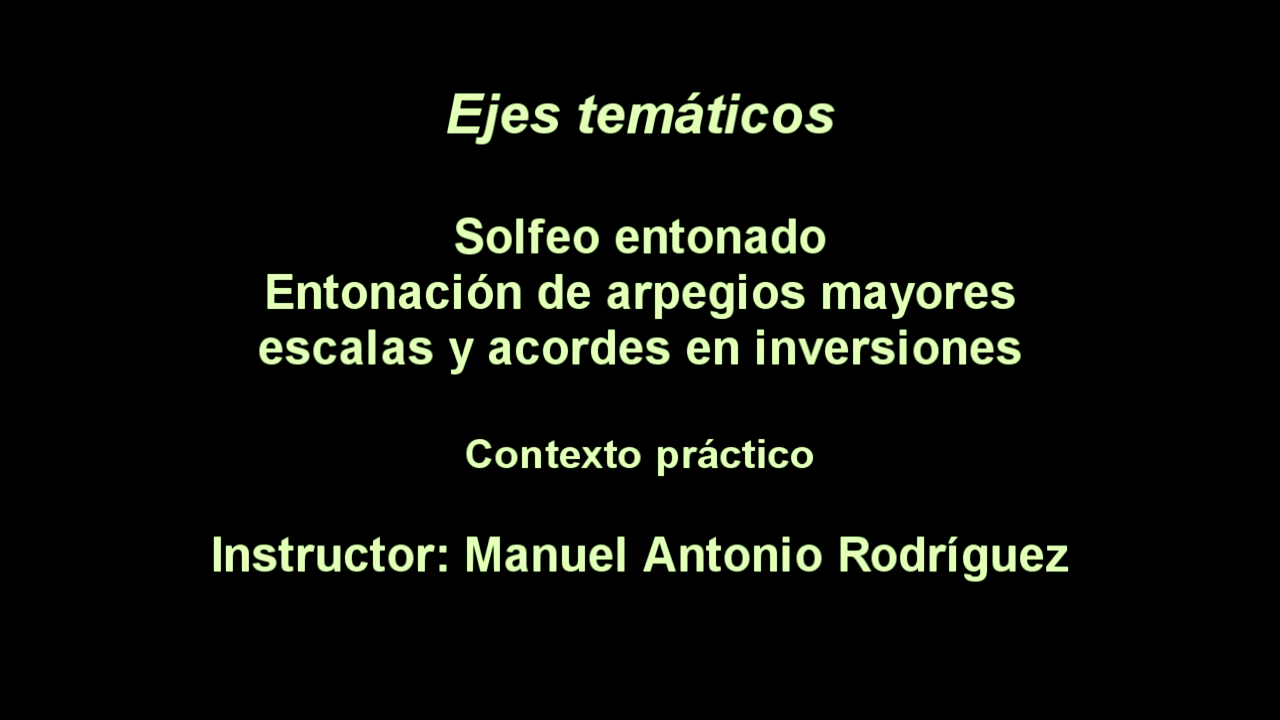 Ejes temáticos
Solfeo entonado
Entonación de arpegios mayores
escalas y acordes en inversiones
Contexto práctico
Instructor: Manuel Antonio Rodríguez